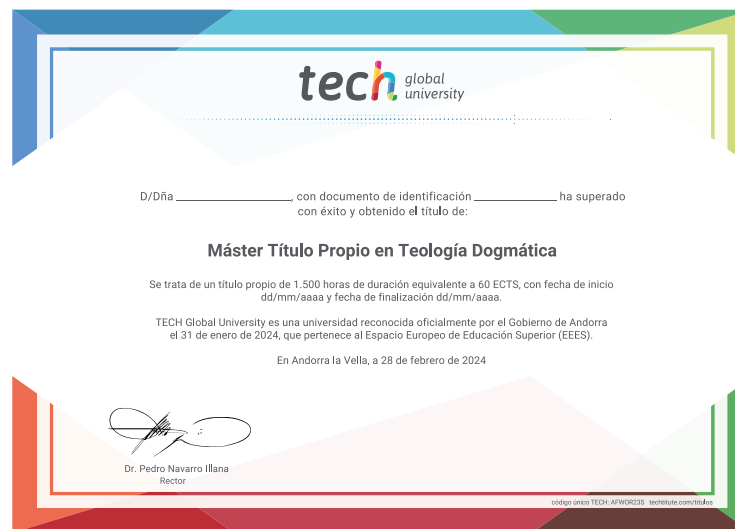 tech global
university
D/Dña ____________________, con documento de identificación ______________ ha superado
con éxito y obtenido el título de:
Máster Título Propio en Teología Dogmática
Se trata de un título propio de 1.500 horas de duración equivalente a 60 ECTS, con fecha de inicio
dd/mm/aaaa y fecha de finalización dd/mm/aaaa.
TECH Global University es una universidad reconocida oficialmente por el Gobierno de Andorra
el 31 de enero de 2024, que pertenece al Espacio Europeo de Educación Superior (EEES).
En Andorra la Vella, a 28 de febrero de 2024
Dr. Pedro Navarro Illana
Rector
código único TECH: AFWOR23S techtitute.com/titulos